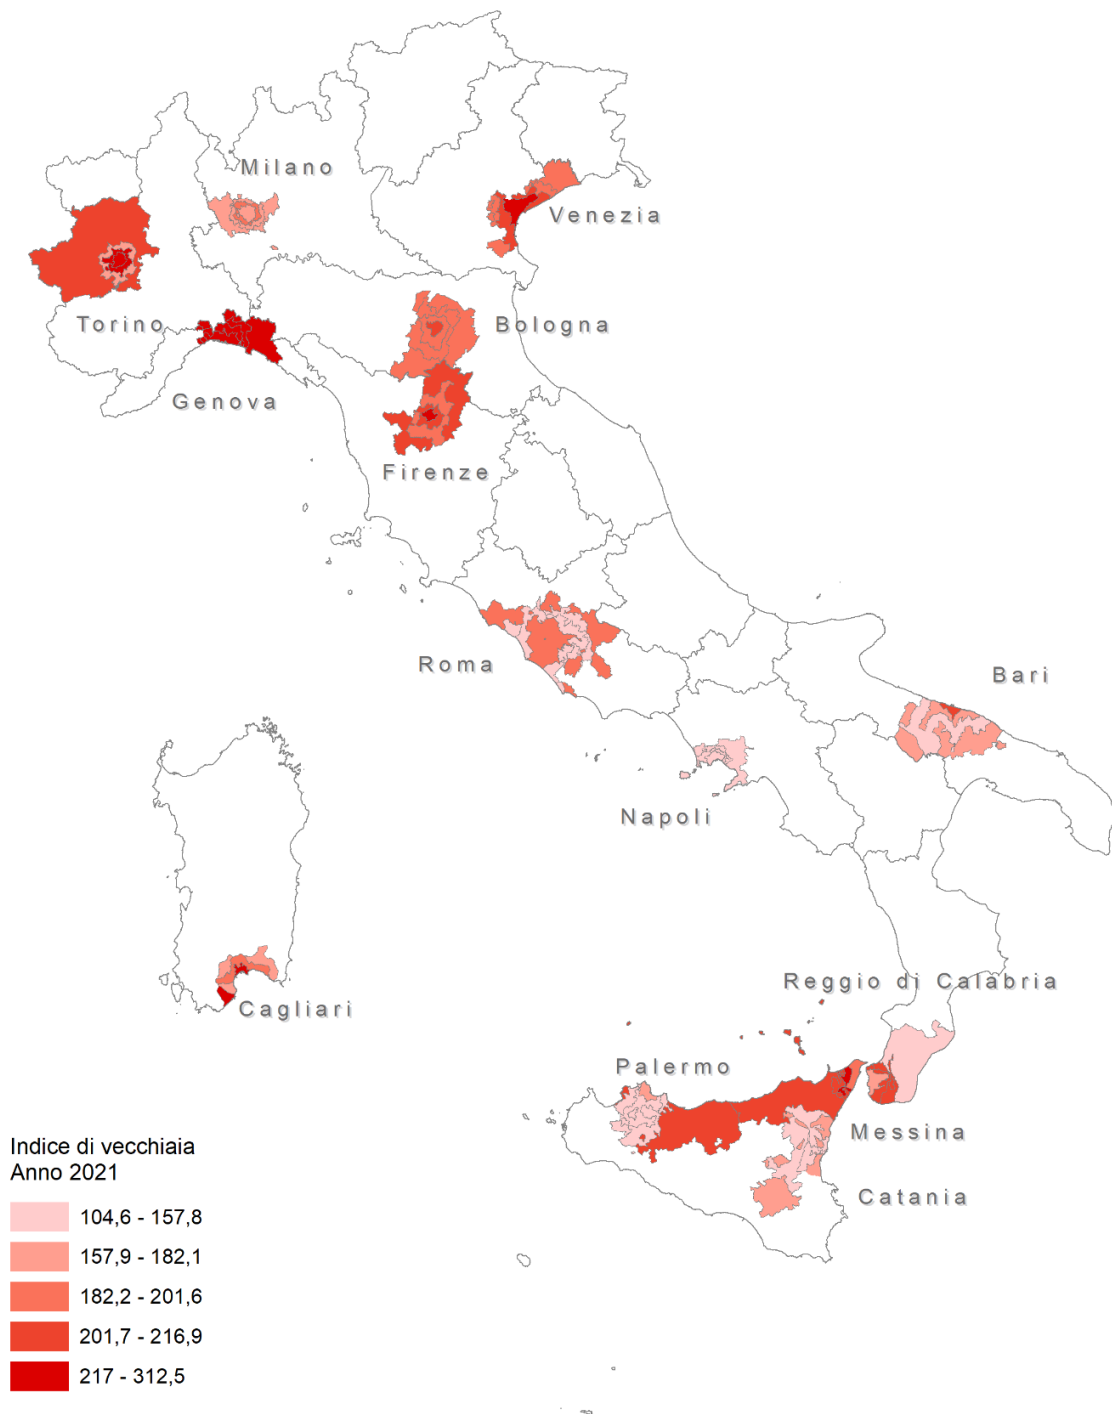 Milano
Venezia
Torino
Bologna
Genova
Firenze
Roma
Bari
Napoli
Reggio di Calabria
Cagliari
Palermo
Messina
Catania
Indice di vecchiaia
Anno 2021
104,6 - 157,8
157,9 - 182,1
182,2 - 201,6
201,7 - 216,9
217 - 312,5